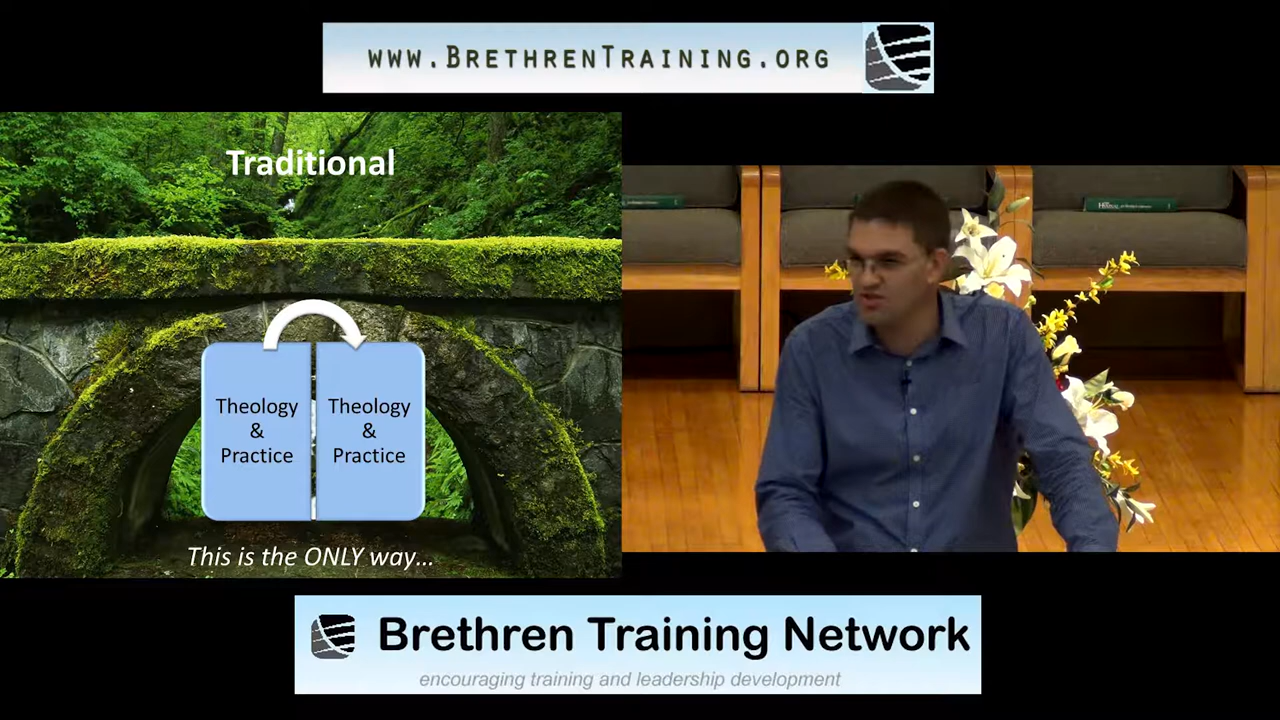 www.BrethrenTraining.org
Traditional
Theology
&
Practice
Theology
&
Practice
This is the ONLY way...
Brethren Training Network
encouraging training and leadership development